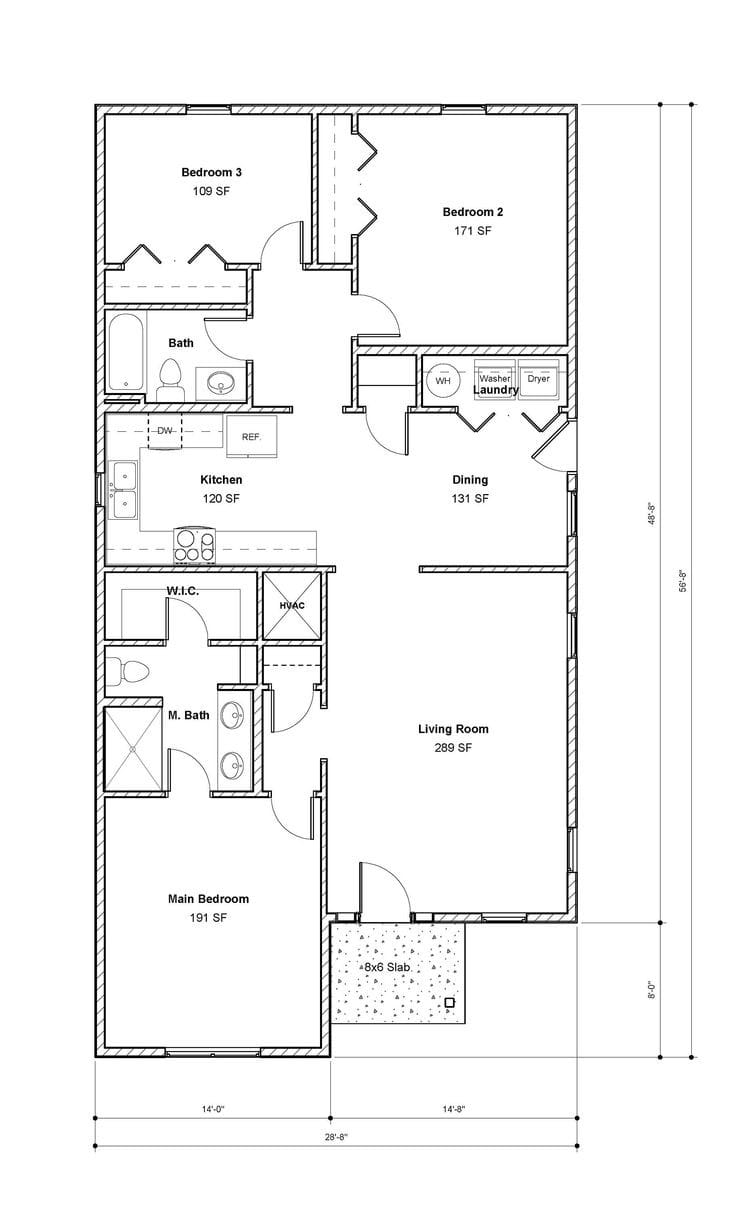 Bedroom 3
109 SF
Bedroom 2
171 SF
Bath
WH
Washer
Dryer
Laundry
DW
REF.
Kitchen
120 SF
Dining
131 SF
48'-8"
56'-8"
W.I.C.
HVAC
M. Bath
Living Room
289 SF
Main Bedroom
191 SF
8x6 Slab
8'-0"
14'-0"
14'-8"
28'-8"